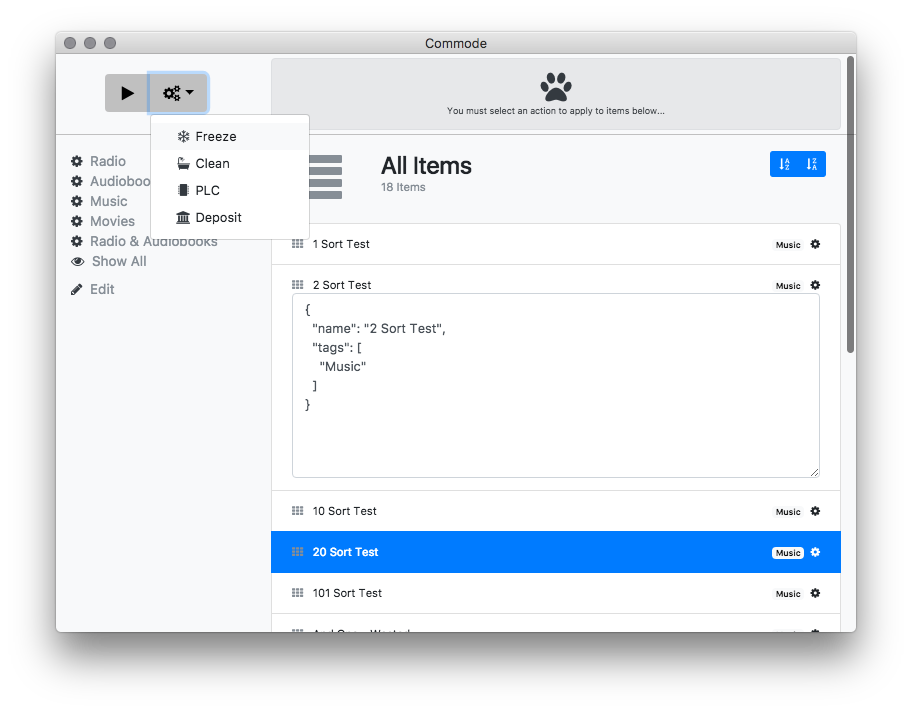 Commode
You must select an action to apply to items below...
Freeze
Clean
PLC
Deposit
Radio
Music
Movies
Radio & Audiobooks
Show All
Edit
All Items
18 Items
1 Sort Test Music
2 Sort Test Music
{
"name": "2 Sort Test",
"tags": [
"Music"
]
}
10 Sort Test Music
20 Sort Test Music
101 Sort Test Music